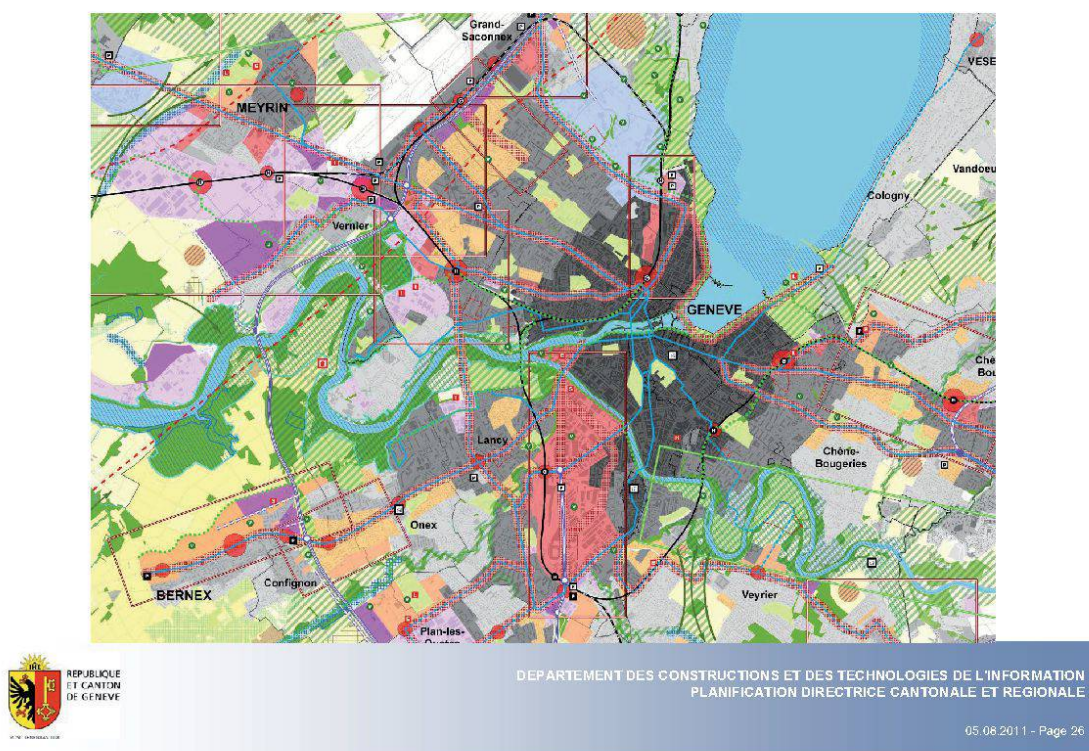 Grand-
Saconnex
VESE
MEYRIN
Vandoeu
Cologny
Vernier
GENEVE
Chê
Bou
Lancy
Chêne-
Bougeries
Onex
Confignon
BERNEX
Veyrier
Plan-les-
REPUBLIQUE
ET CANTON
DE GENEVE
DEPARTEMENT DES CONSTRUCTIONS ET DES TECHNOLOGIES DE L'INFORMATION
PLANIFICATION DIRECTRICE CANTONALE ET REGIONALE
05.08.2011 - Page 26